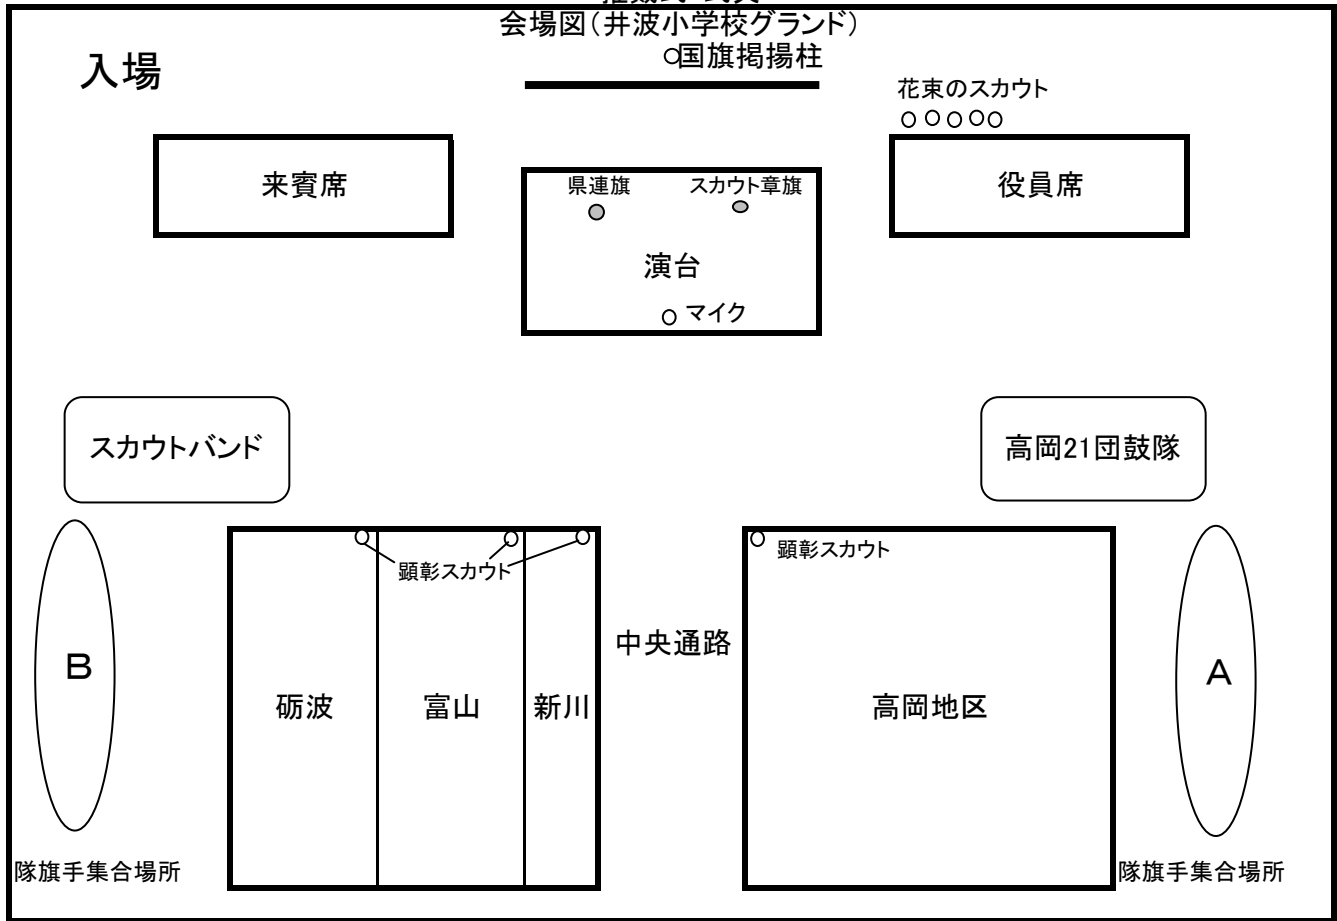 会場図(井波小学校グランド)
国旗掲揚柱
入場
花束のスカウト
来賓席
県連旗 スカウト章旗
役員席
演台
マイク
スカウトバンド
高岡21団鼓隊
顕彰スカウト
顕彰スカウト
中央通路
B
A
砺波
富山
新川
高岡地区
隊旗手集合場所
隊旗手集合場所